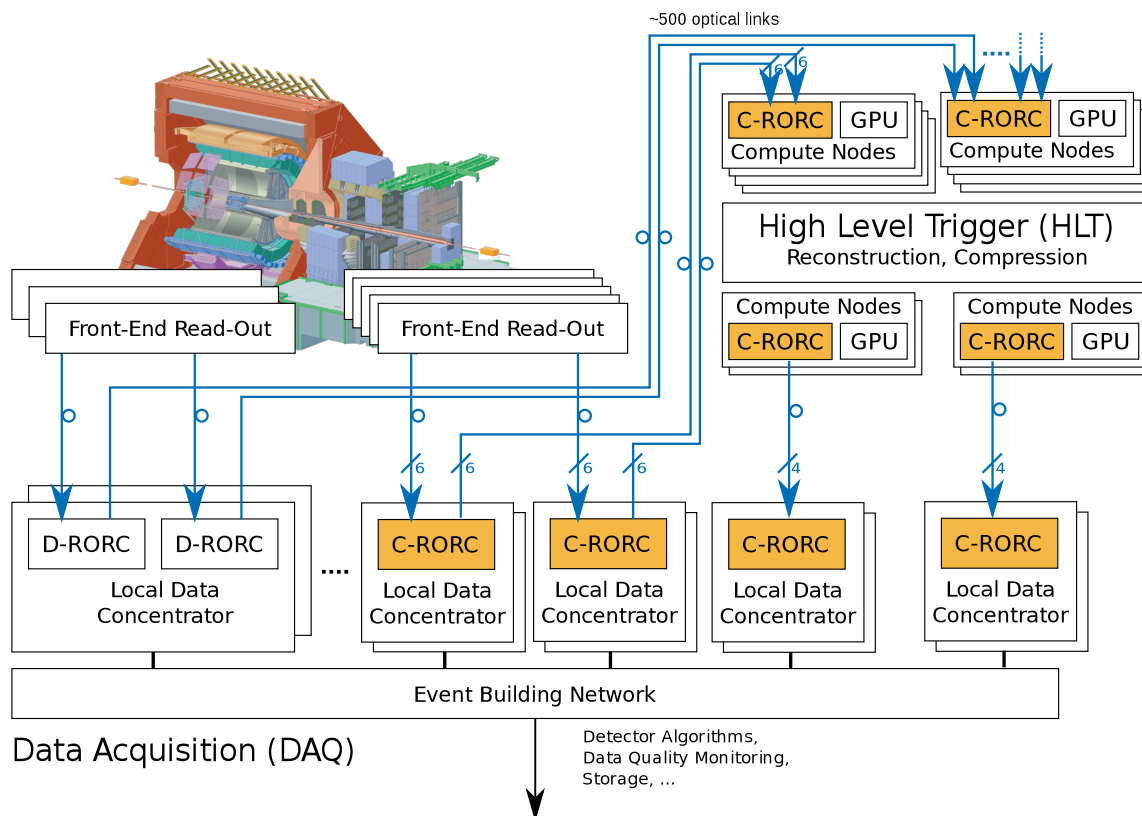 ~500 optical links
6
6
C-RORC
GPU
Compute Nodes
C-RORC
GPU
Compute Nodes
High Level Trigger (HLT)
Reconstruction, Compression
Compute Nodes
C-RORC
GPU
Compute Nodes
C-RORC
GPU
Front-End Read-Out
Front-End Read-Out
6
6
6
6
4
4
D-RORC
D-RORC
Local Data
Concentrator
C-RORC
Local Data
Concentrator
C-RORC
Local Data
Concentrator
C-RORC
Local Data
Concentrator
C-RORC
Local Data
Concentrator
Event Building Network
Data Acquisition (DAQ)
Detector Algorithms,
Data Quality Monitoring,
Storage, ...